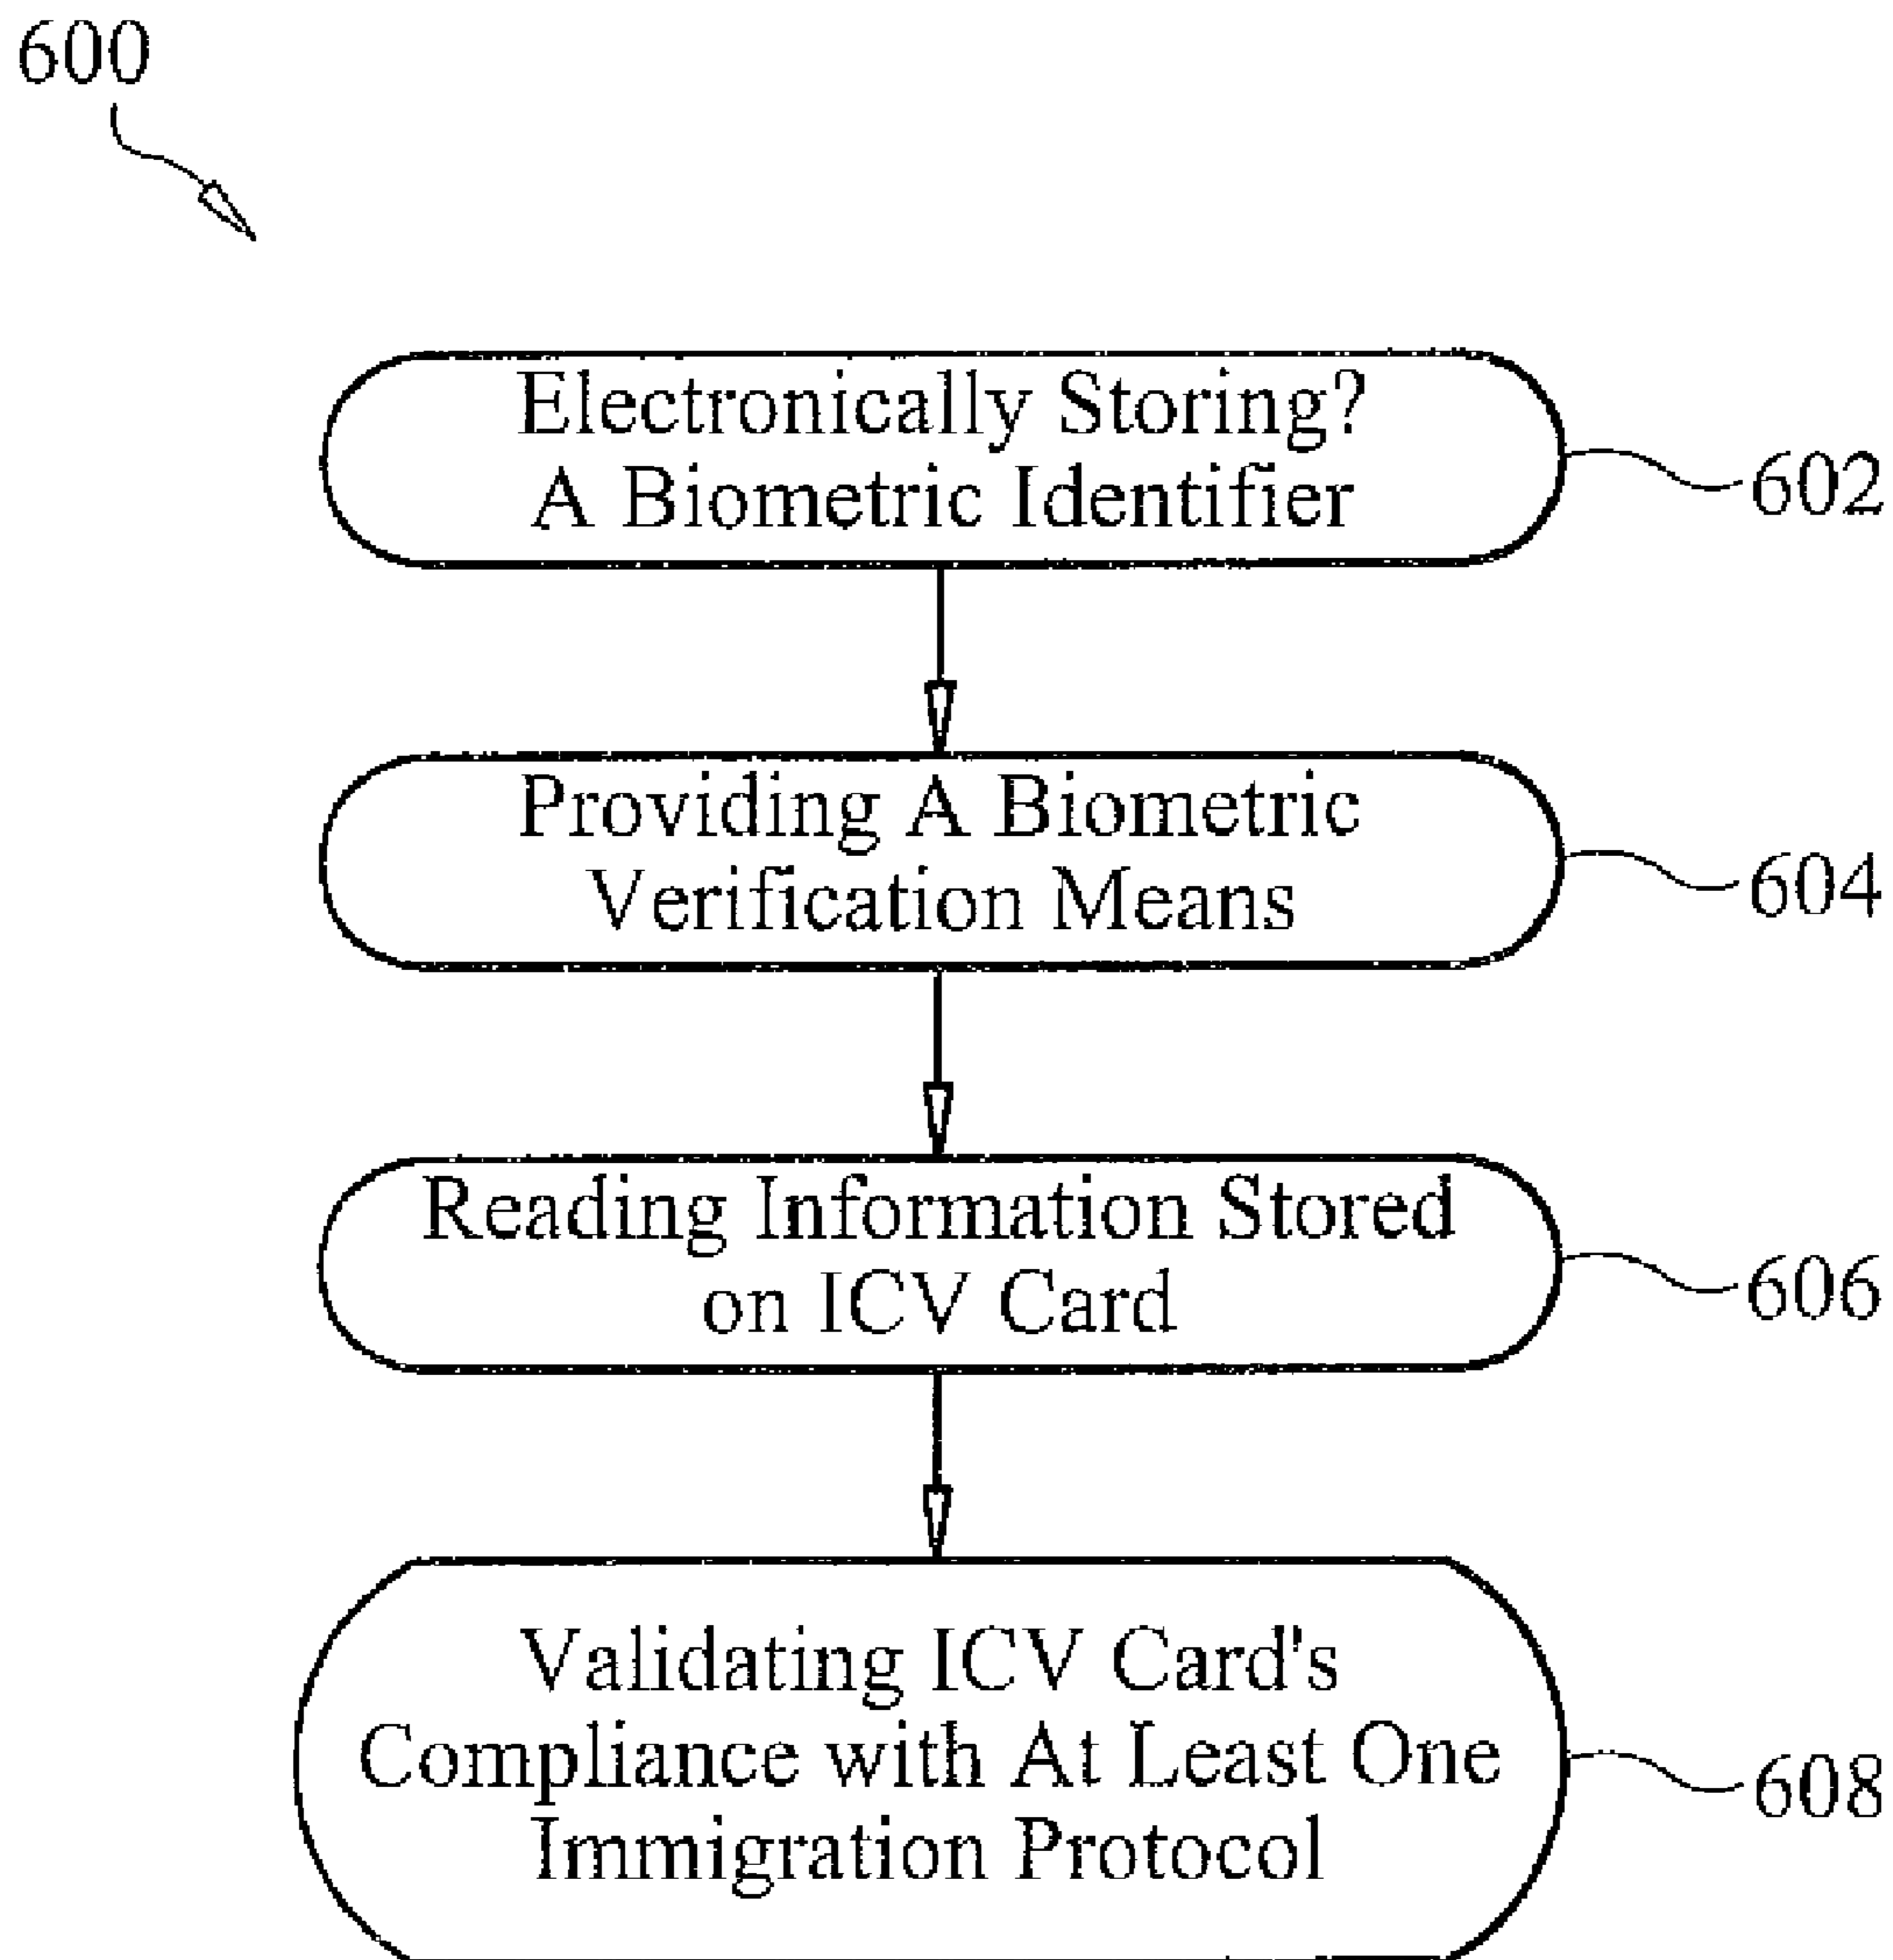 600
Electronically Storing?
A Biometric Identifier
602
Providing A Biometric
Verification Means
604
Reading Information Stored
on ICV Card
606
Validating ICV Card's
Compliance with At Least One
Immigration Protocol
608